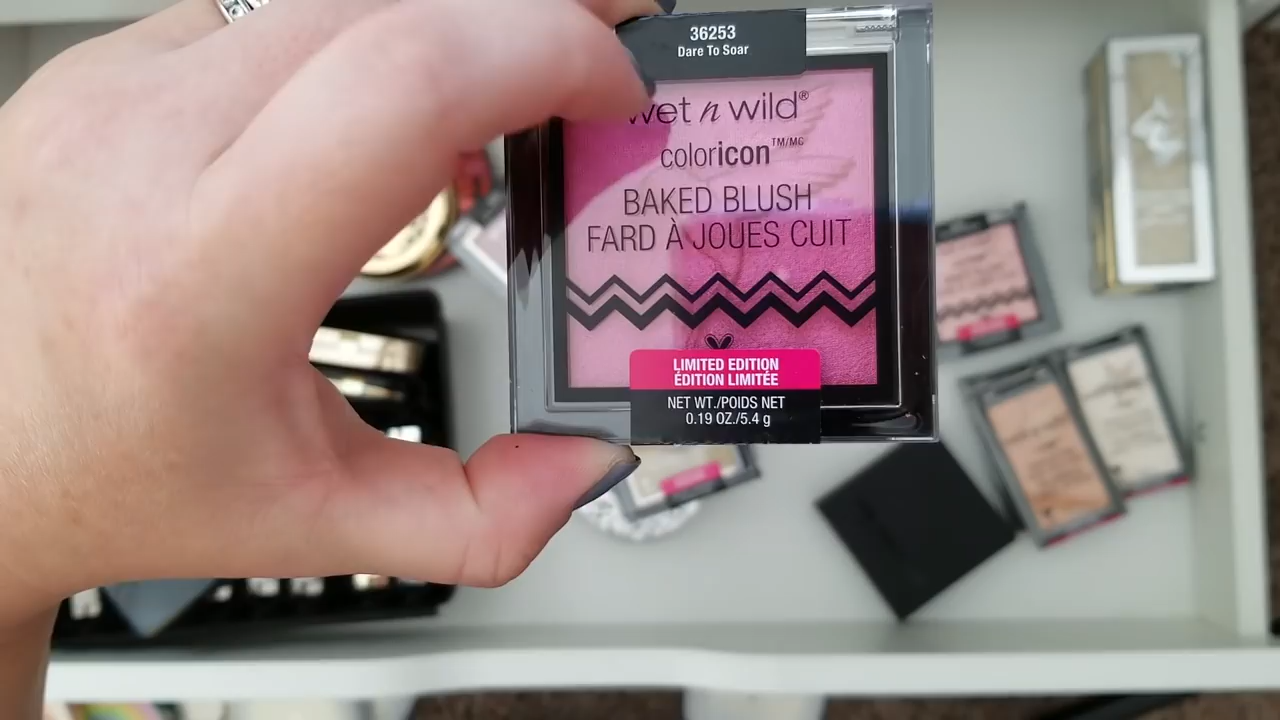 36253
Dare To Soar
wet n wild®
coloricon™/MC
BAKED BLUSH
FARD À JOUES CUIT
LIMITED EDITION
ÉDITION LIMITÉE
NET WT./POIDS NET
0.19 OZ./5.4 g